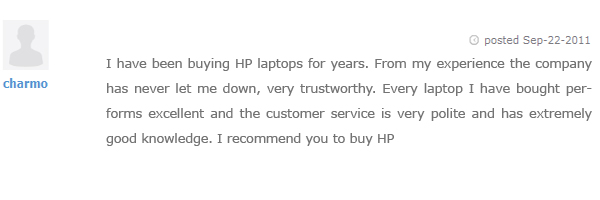 posted Sep-22-2011
charmo
I have been buying HP laptops for years. From my experience the company
has never let me down, very trustworthy. Every laptop I have bought per-
forms excellent and the customer service is very polite and has extremely
good knowledge. I recommend you to buy HP